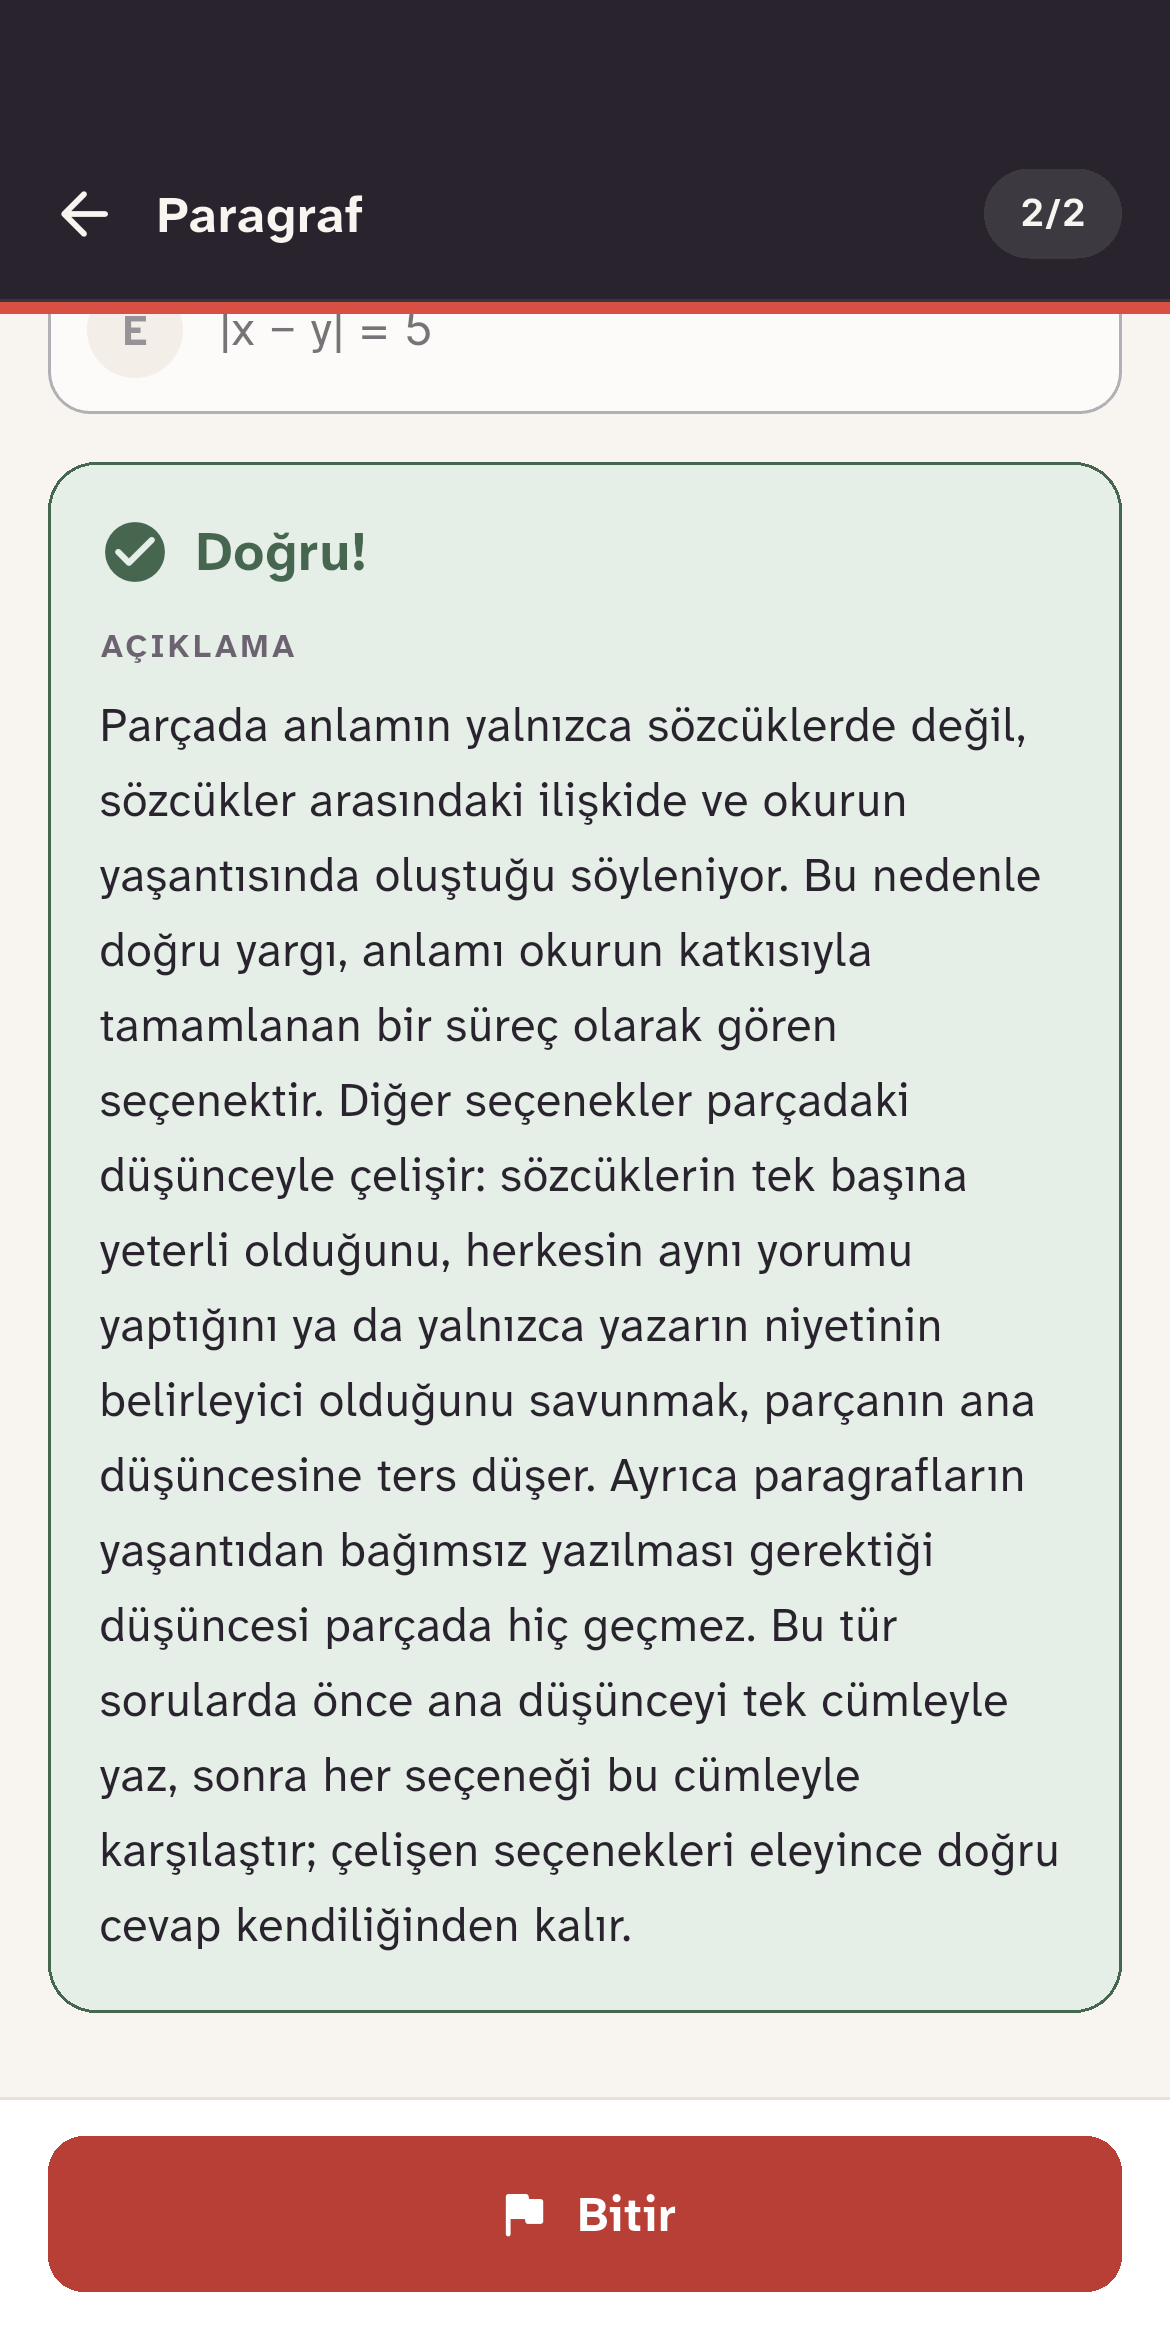 Paragraf
2/2
E |x – y| = 5
Doğru!
AÇIKLAMA
Parçada anlamın yalnızca sözcüklerde değil,
sözcükler arasındaki ilişkide ve okurun
yaşantısında oluştuğu söyleniyor. Bu nedenle
doğru yargı, anlamı okurun katkısıyla
tamamlanan bir süreç olarak gören
seçenektir. Diğer seçenekler parçadaki
düşünceyle çelişir: sözcüklerin tek başına
yeterli olduğunu, herkesin aynı yorumu
yaptığını ya da yalnızca yazarın niyetinin
belirleyici olduğunu savunmak, parçanın ana
düşüncesine ters düşer. Ayrıca paragrafların
yaşantıdan bağımsız yazılması gerektiği
düşüncesi parçada hiç geçmez. Bu tür
sorularda önce ana düşünceyi tek cümleyle
yaz, sonra her seçeneği bu cümleyle
karşılaştır; çelişen seçenekleri eleyince doğru
cevap kendiliğinden kalır.
Bitir